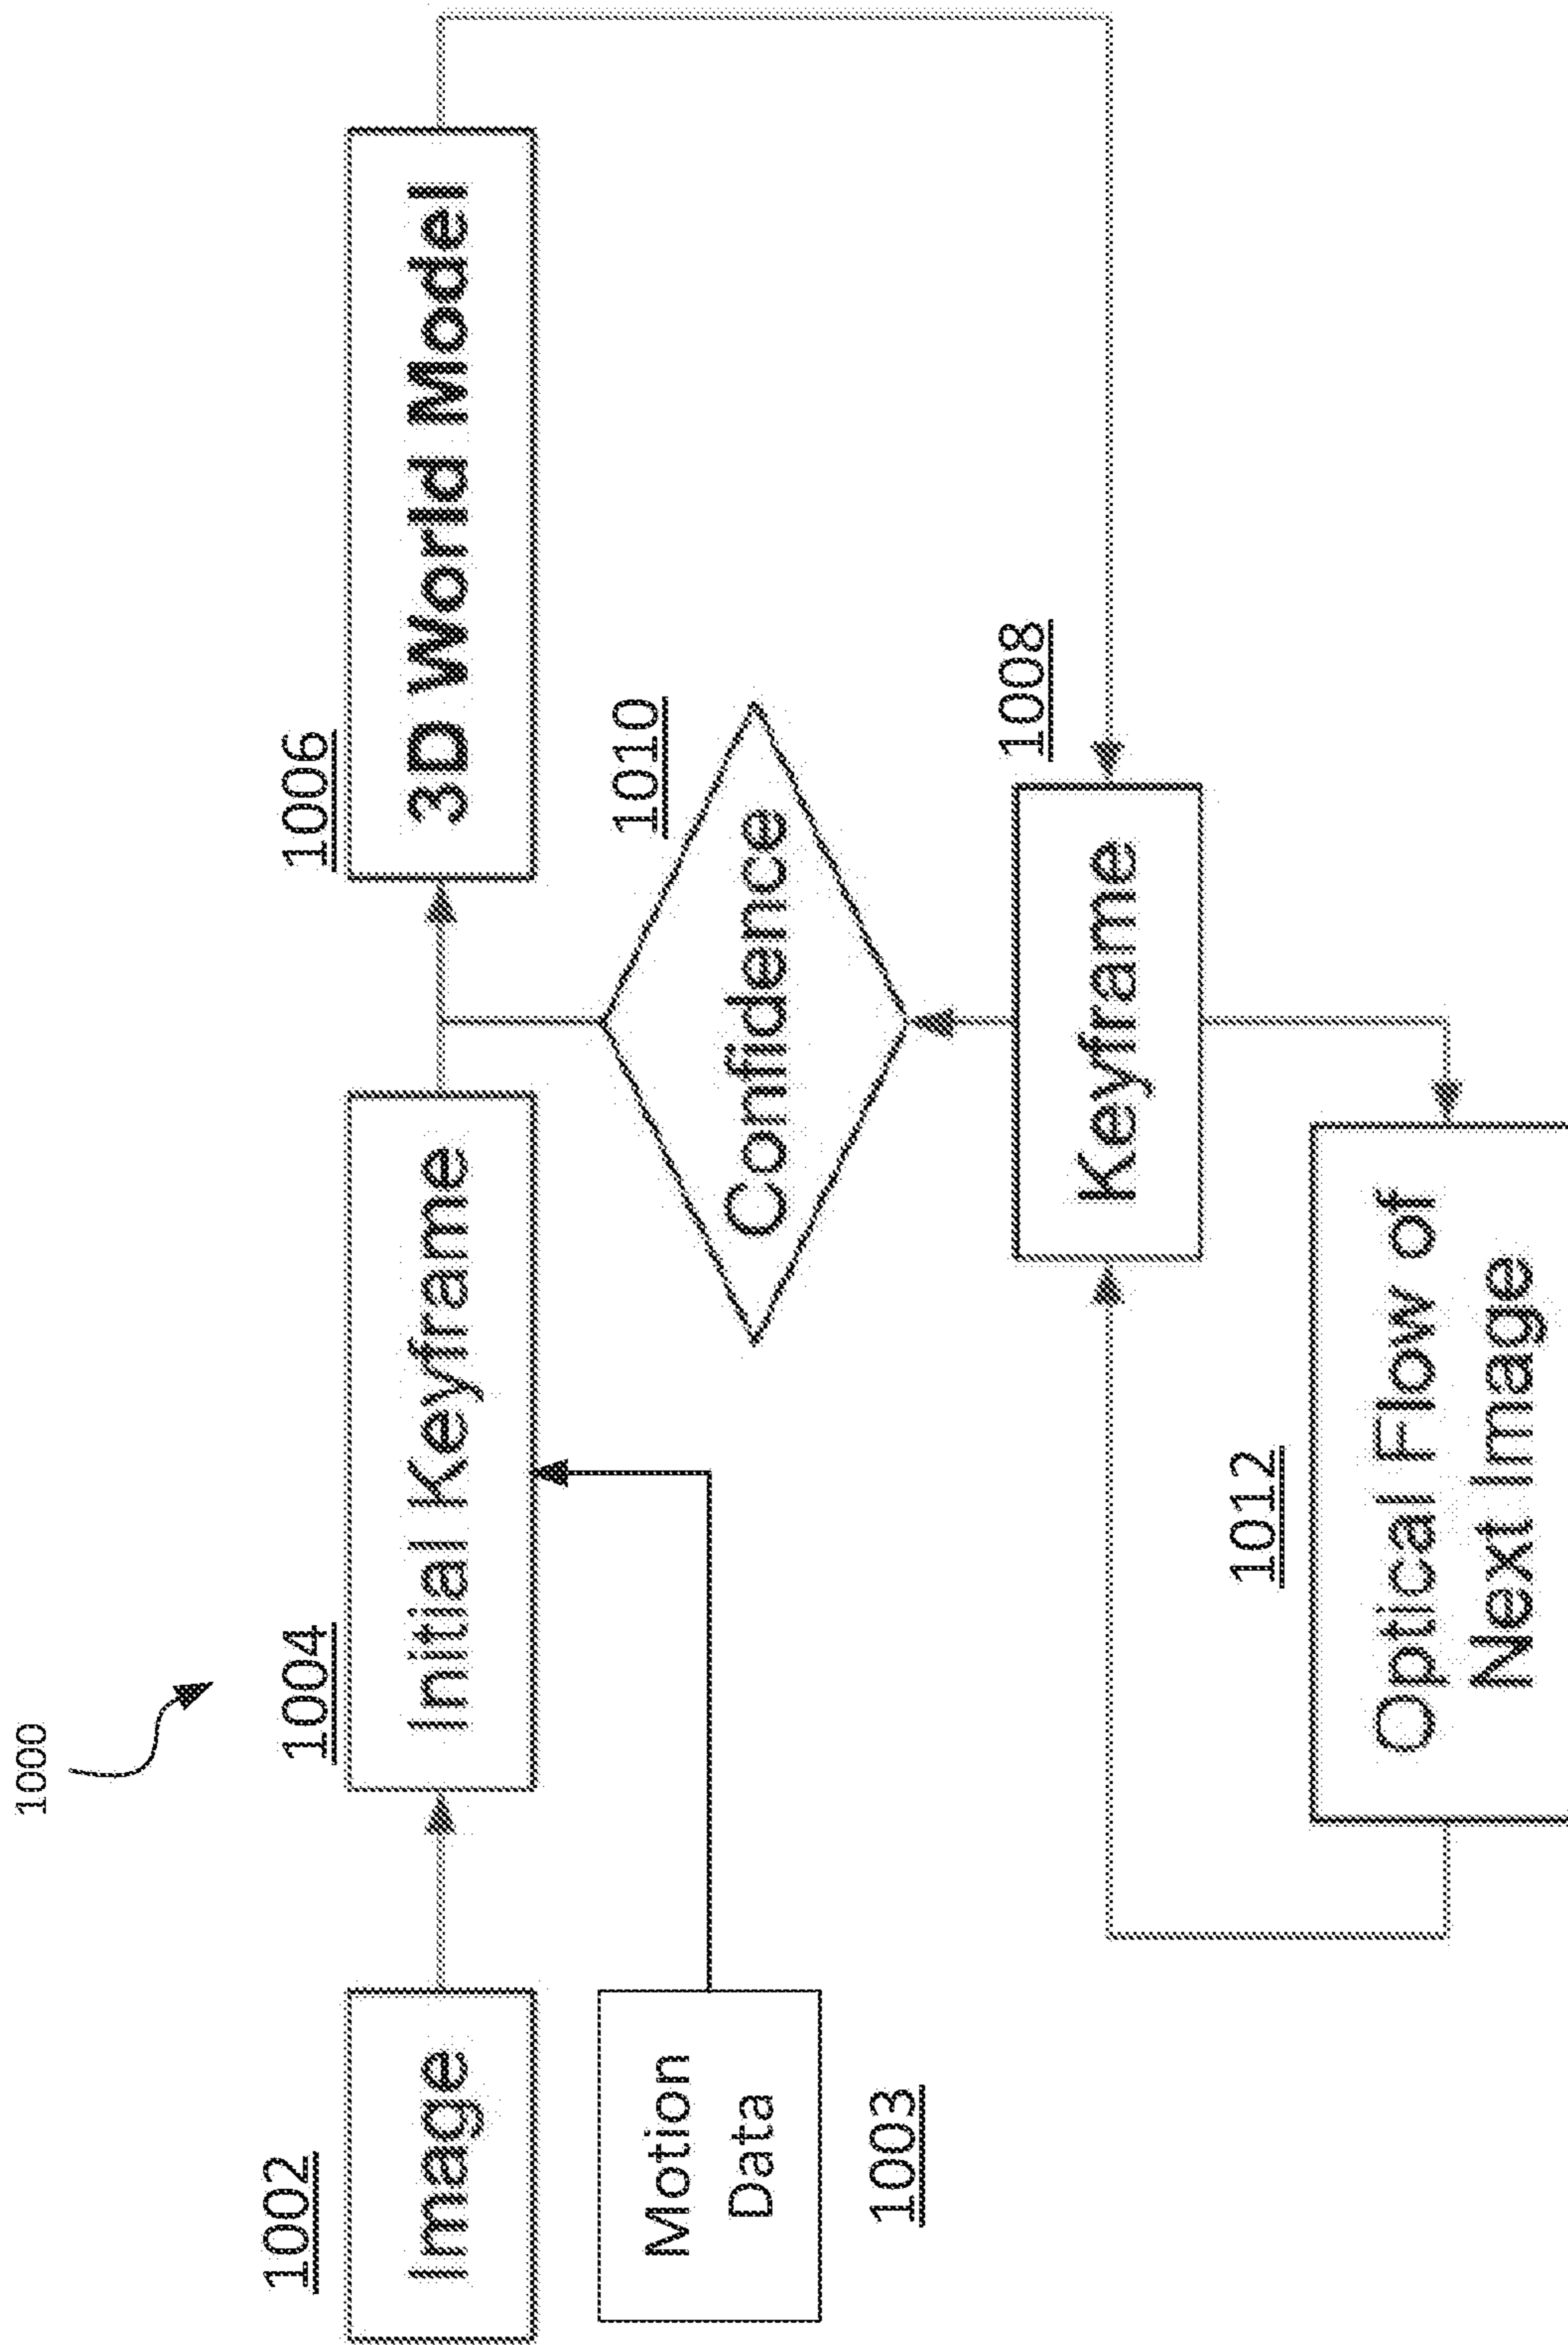 1000
1002
Image
1004
Initial Keyframe
1006
3D World Model
Motion
Data
1003
1010
Confidence
1008
Keyframe
1012
Optical Flow of
Next Image